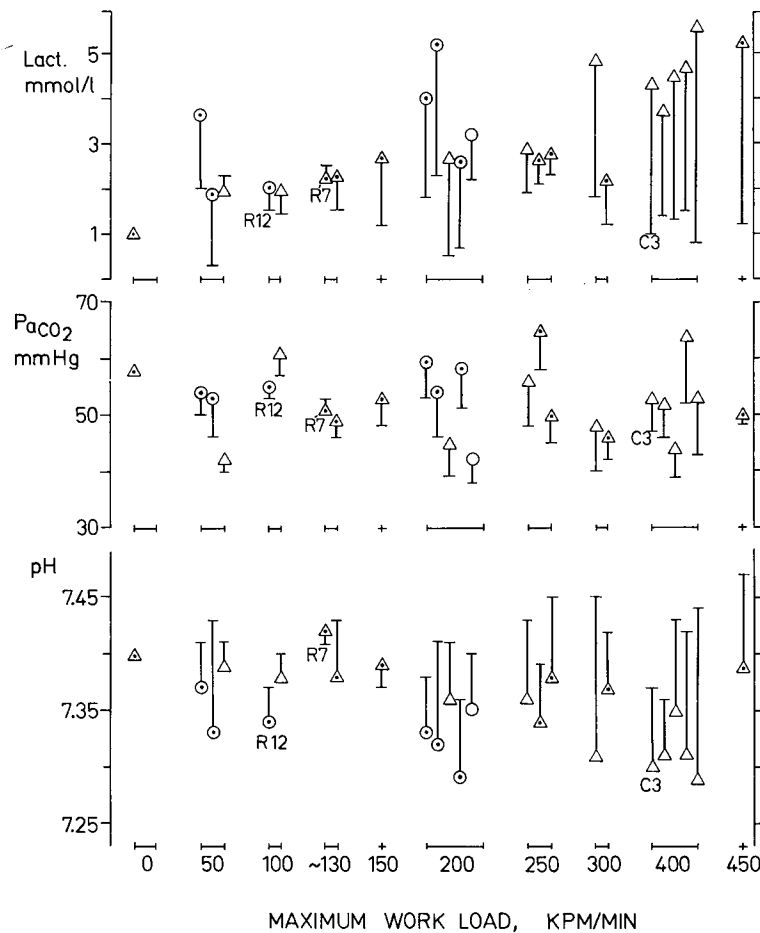 Lact.
mmol/l
5
3
1
R12
R7
C3
PaCO2
mmHg
70
50
30
R12
R7
C3
pH
7.45
7.35
7.25
R12
R7
C3
0 50 100 ~130 150 200 250 300 400 450
MAXIMUM WORK LOAD, KPM/MIN